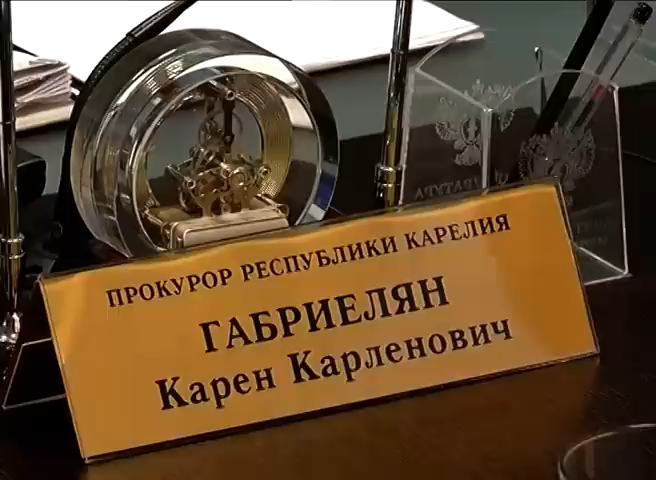 ПРОКУРОР РЕСПУБЛИКИ КАРЕЛИЯ
ГАБРИЕЛЯН
Карен Карленович